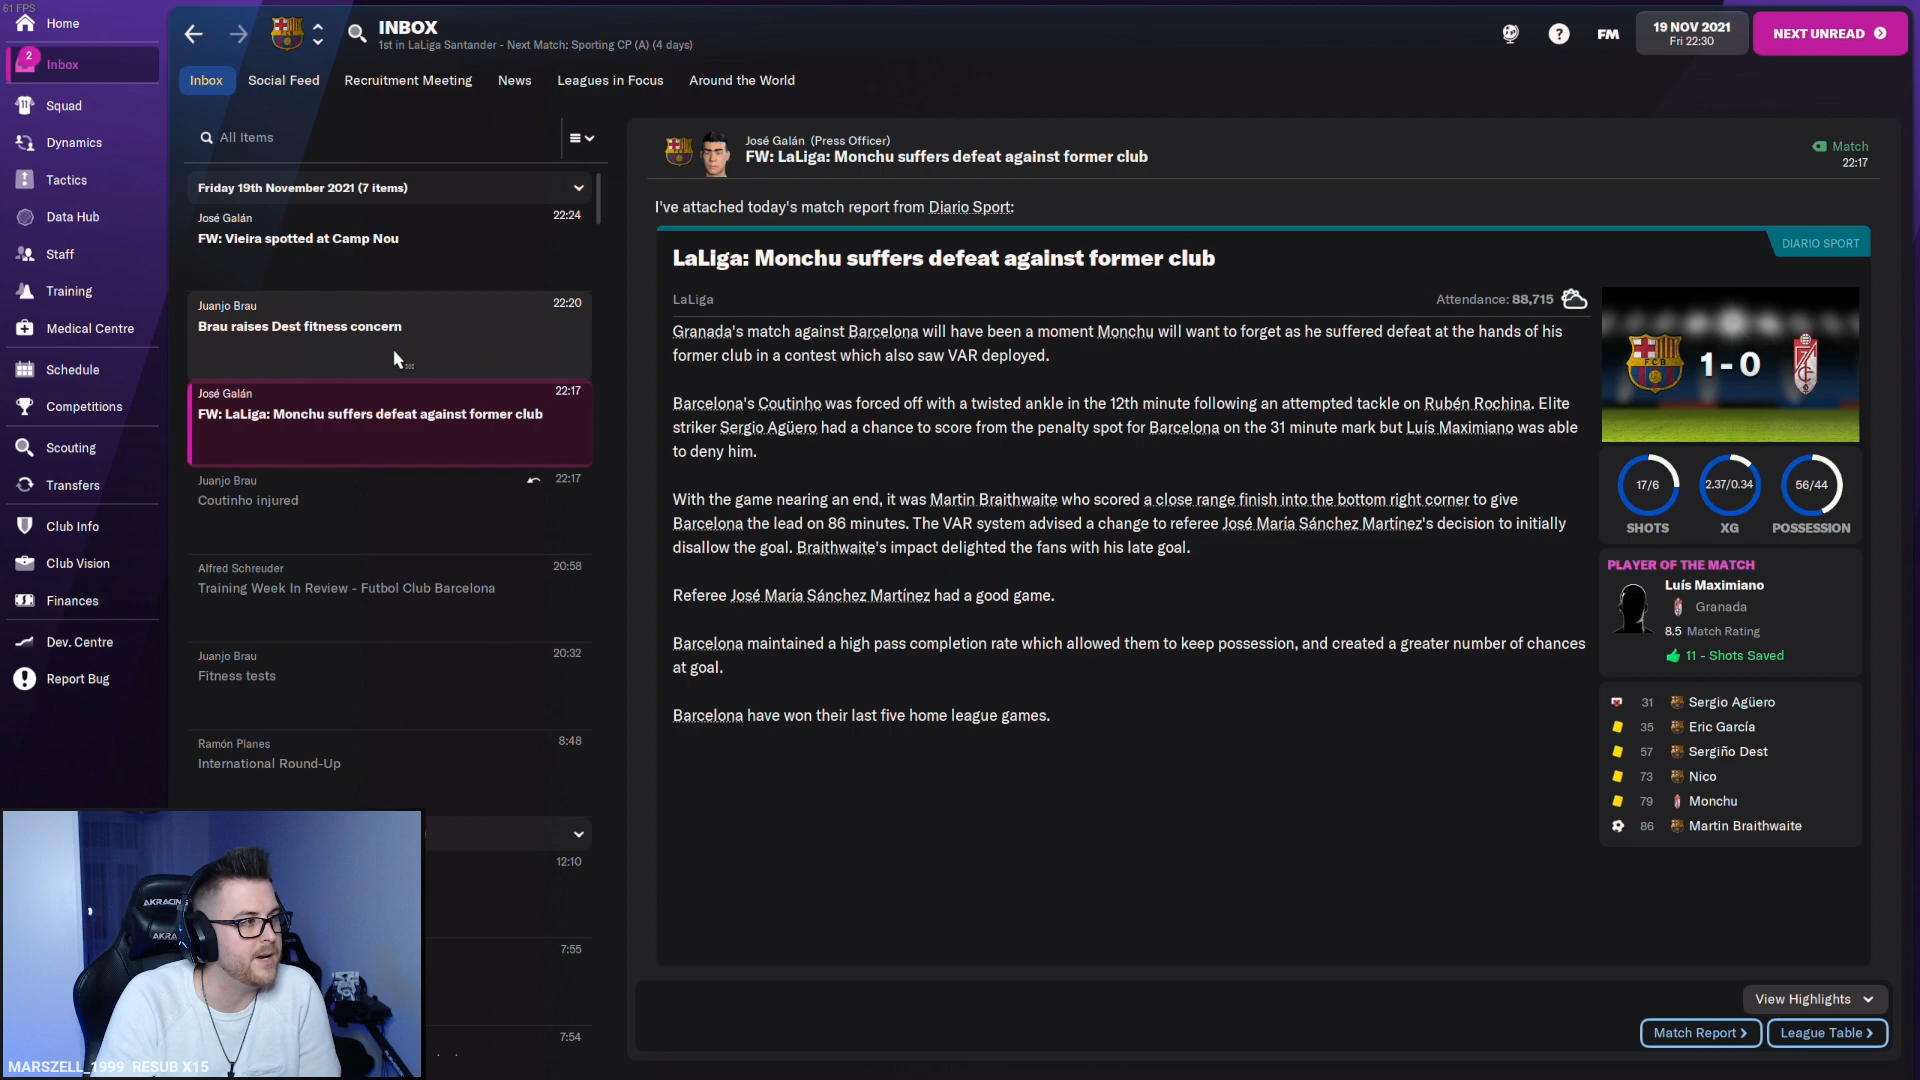 61 FPS
Home
2
Inbox
Squad
Dynamics
Tactics
Data Hub
Staff
Training
Medical Centre
Schedule
Competitions
Scouting
Transfers
Club Info
Club Vision
Finances
Dev. Centre
Report Bug
INBOX
1st in LaLiga Santander - Next Match: Sporting CP (A) (4 days)
FM
19 NOV 2021
Fri 22:30
NEXT UNREAD
Inbox Social Feed Recruitment Meeting News Leagues in Focus Around the World
All Items
Friday 19th November 2021 (7 items)
José Galán 22:24
FW: Vieira spotted at Camp Nou
Juanjo Brau 22:20
Brau raises Dest fitness concern
José Galán 22:17
FW: LaLiga: Monchu suffers defeat against former club
Juanjo Brau 22:17
Coutinho injured
Alfred Schreuder 20:58
Training Week In Review - Futbol Club Barcelona
Juanjo Brau 20:32
Fitness tests
Ramón Planes 8:48
International Round-Up
12:10
7:55
7:54
José Galán (Press Officer)
FW: LaLiga: Monchu suffers defeat against former club
Match
22:17
I've attached today's match report from Diario Sport:
DIARIO SPORT
LaLiga: Monchu suffers defeat against former club
LaLiga Attendance: 88,715
Granada's match against Barcelona will have been a moment Monchu will want to forget as he suffered defeat at the hands of his
former club in a contest which also saw VAR deployed.
Barcelona's Coutinho was forced off with a twisted ankle in the 12th minute following an attempted tackle on Rubén Rochina. Elite
striker Sergio Agüero had a chance to score from the penalty spot for Barcelona on the 31 minute mark but Luís Maximiano was able
to deny him.
With the game nearing an end, it was Martin Braithwaite who scored a close range finish into the bottom right corner to give
Barcelona the lead on 86 minutes. The VAR system advised a change to referee José María Sánchez Martínez's decision to initially
disallow the goal. Braithwaite's impact delighted the fans with his late goal.
Referee José María Sánchez Martínez had a good game.
Barcelona maintained a high pass completion rate which allowed them to keep possession, and created a greater number of chances
at goal.
Barcelona have won their last five home league games.
1 - 0
17/6 2.37/0.34 56/44
SHOTS XG POSSESSION
PLAYER OF THE MATCH
Luís Maximiano
Granada
8.5 Match Rating
11 - Shots Saved
31 Sergio Agüero
35 Eric García
57 Sergiño Dest
73 Nico
79 Monchu
86 Martin Braithwaite
View Highlights
Match Report
League Table
AKRACING
AKRA
MARSZELL_1999 RESUB X15